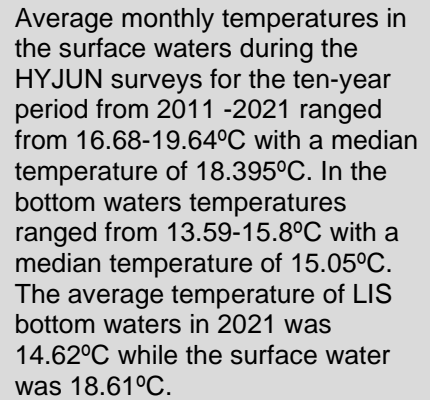 Average monthly temperatures in
the surface waters during the
HYJUN surveys for the ten-year
period from 2011 -2021 ranged
from 16.68-19.64ºC with a median
temperature of 18.395ºC. In the
bottom waters temperatures
ranged from 13.59-15.8ºC with a
median temperature of 15.05ºC.
The average temperature of LIS
bottom waters in 2021 was
14.62ºC while the surface water
was 18.61ºC.